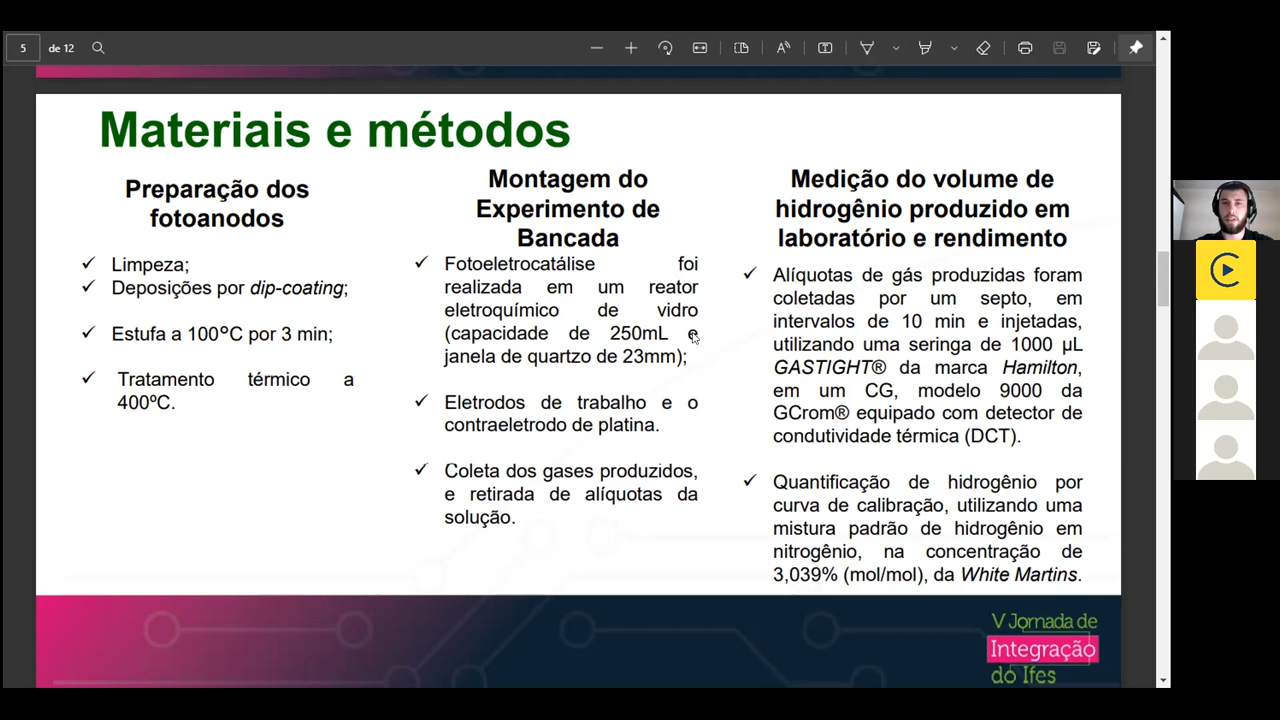 5 de 12
Materiais e métodos
Preparação dos
fotoanodos
Limpeza;
Deposições por dip-coating;
Estufa a 100ºC por 3 min;
Tratamento térmico a
400ºC.
Montagem do
Experimento de
Bancada
Fotoeletrocatálise foi
realizada em um reator
eletroquímico de vidro
(capacidade de 250mL e
janela de quartzo de 23mm);
Eletrodos de trabalho e o
contraeletrodo de platina.
Coleta dos gases produzidos,
e retirada de alíquotas da
solução.
Medição do volume de
hidrogênio produzido em
laboratório e rendimento
Alíquotas de gás produzidas foram
coletadas por um septo, em
intervalos de 10 min e injetadas,
utilizando uma seringa de 1000 µL
GASTIGHT® da marca Hamilton,
em um CG, modelo 9000 da
GCrom® equipado com detector de
condutividade térmica (DCT).
Quantificação de hidrogênio por
curva de calibração, utilizando uma
mistura padrão de hidrogênio em
nitrogênio, na concentração de
3,039% (mol/mol), da White Martins.
V Jornada de
Integração
do Ifes